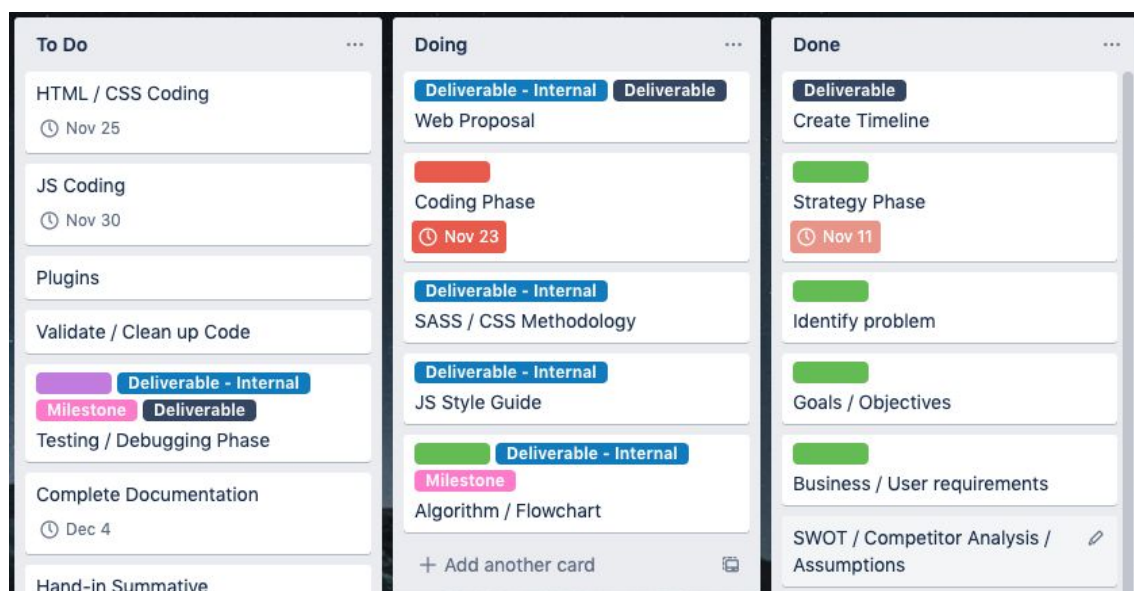 To Do
HTML / CSS Coding
Nov 25
JS Coding
Nov 30
Plugins
Validate / Clean up Code
Deliverable - Internal
Milestone Deliverable
Testing / Debugging Phase
Complete Documentation
Dec 4
Hand-in Summative
Doing
Deliverable - Internal Deliverable
Web Proposal
Coding Phase
Nov 23
Deliverable - Internal
SASS / CSS Methodology
Deliverable - Internal
JS Style Guide
Deliverable - Internal
Milestone
Algorithm / Flowchart
+ Add another card
Done
Deliverable
Create Timeline
Strategy Phase
Nov 11
Identify problem
Goals / Objectives
Business / User requirements
SWOT / Competitor Analysis /
Assumptions